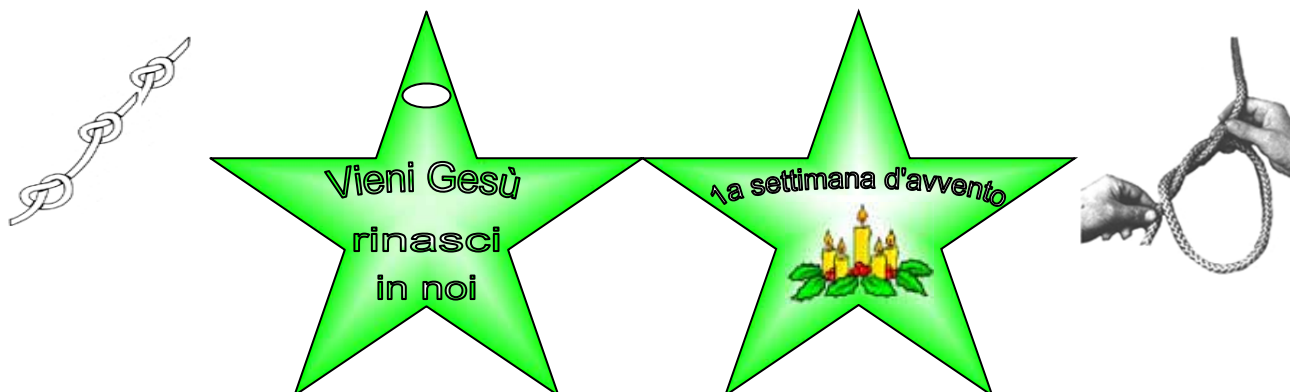 Vieni Gesù
rinasci
in noi
1a settimana d'avvento